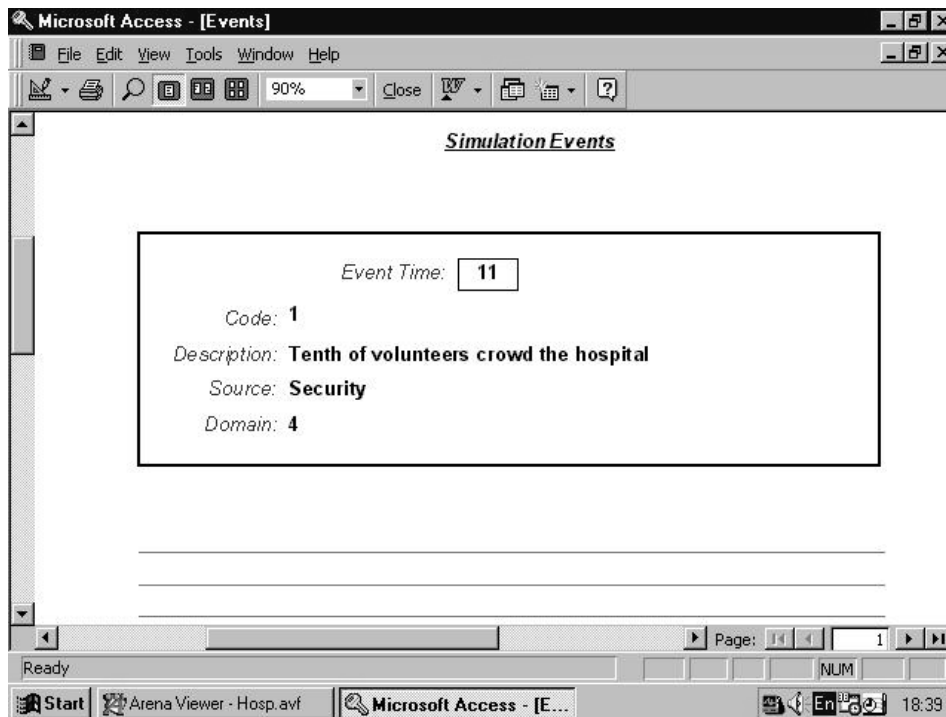 Microsoft Access - [Events]
File Edit View Tools Window Help
90% Close
Simulation Events
Event Time: 11
Code: 1
Description: Tenth of volunteers crowd the hospital
Source: Security
Domain: 4
Page: 1
Ready NUM
Start Arena Viewer - Hosp.avf Microsoft Access - [E... En 18:39